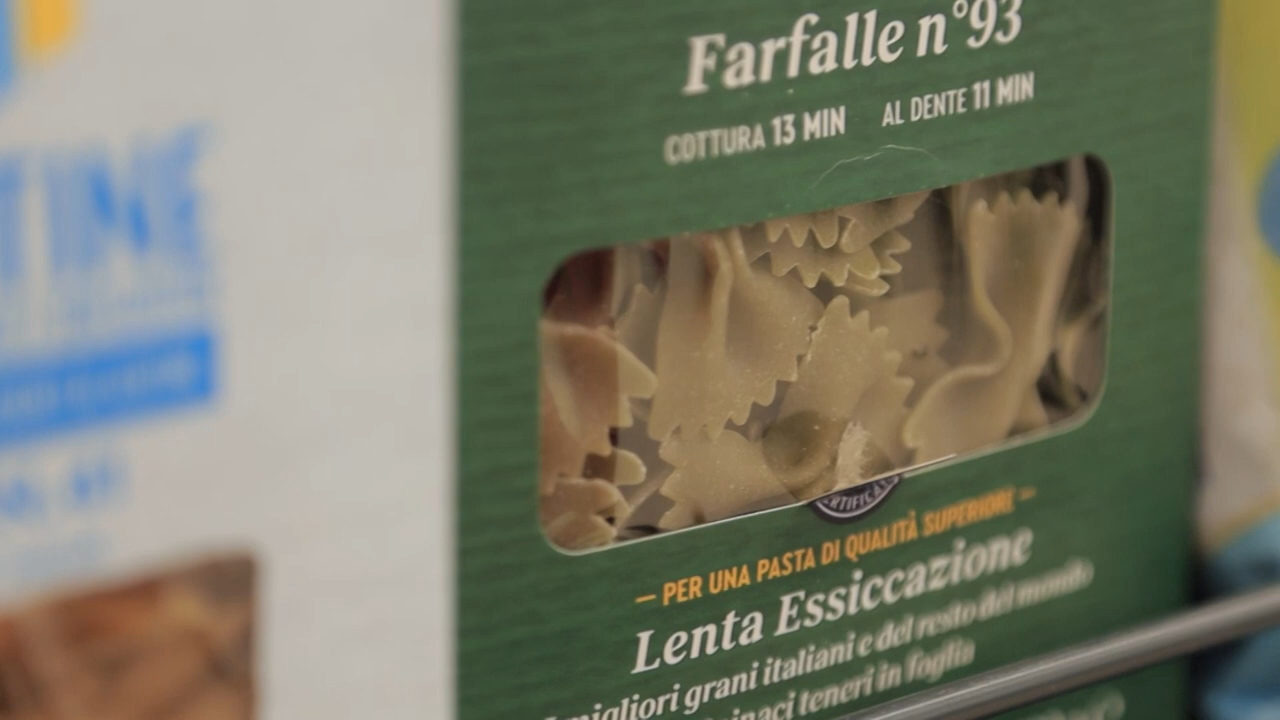 Farfalle n°93
COTTURA 13 MIN AL DENTE 11 MIN
— PER UNA PASTA DI QUALITÀ SUPERIORE —
Lenta Essiccazione
migliori grani italiani e del resto del mondo
teneri in foglia
TINE